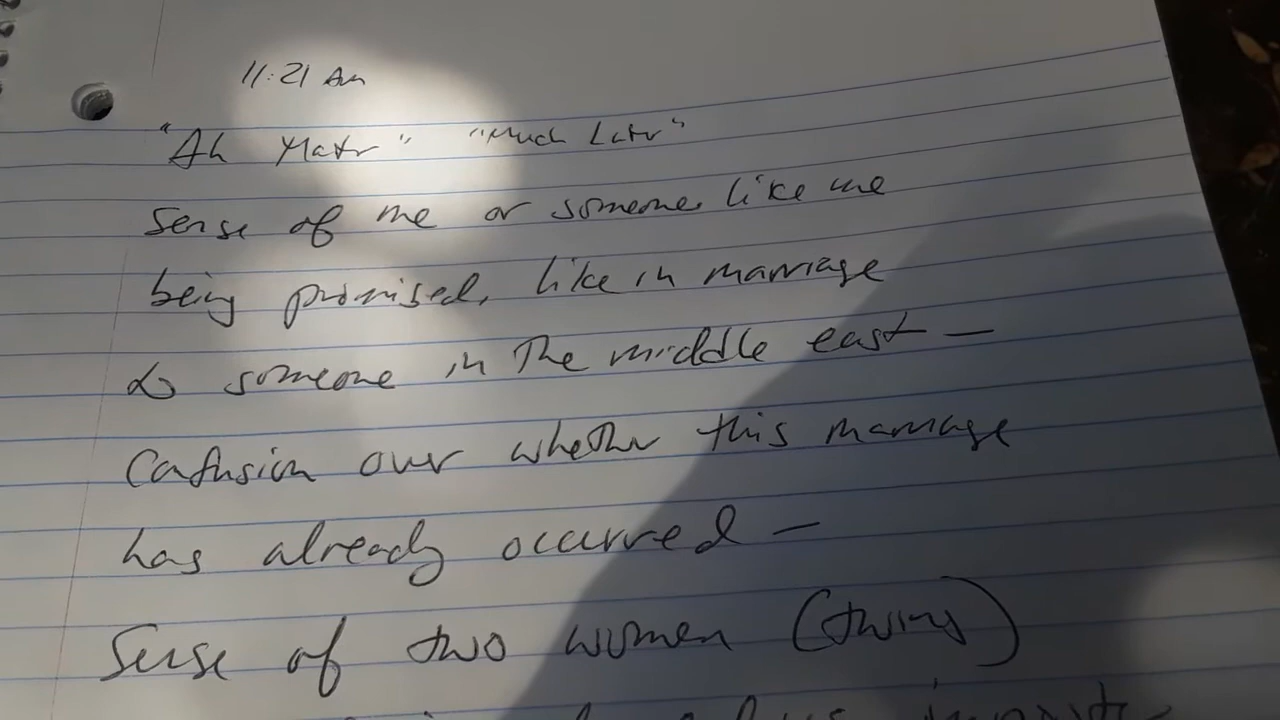 11:21 Am
"Ah Matr" "Much Later"
Sense of me or someone like me
being promised, like in marriage
to someone in The middle east —
Confusion over whether this marriage
has already occurred —
Sense of two women (twins)